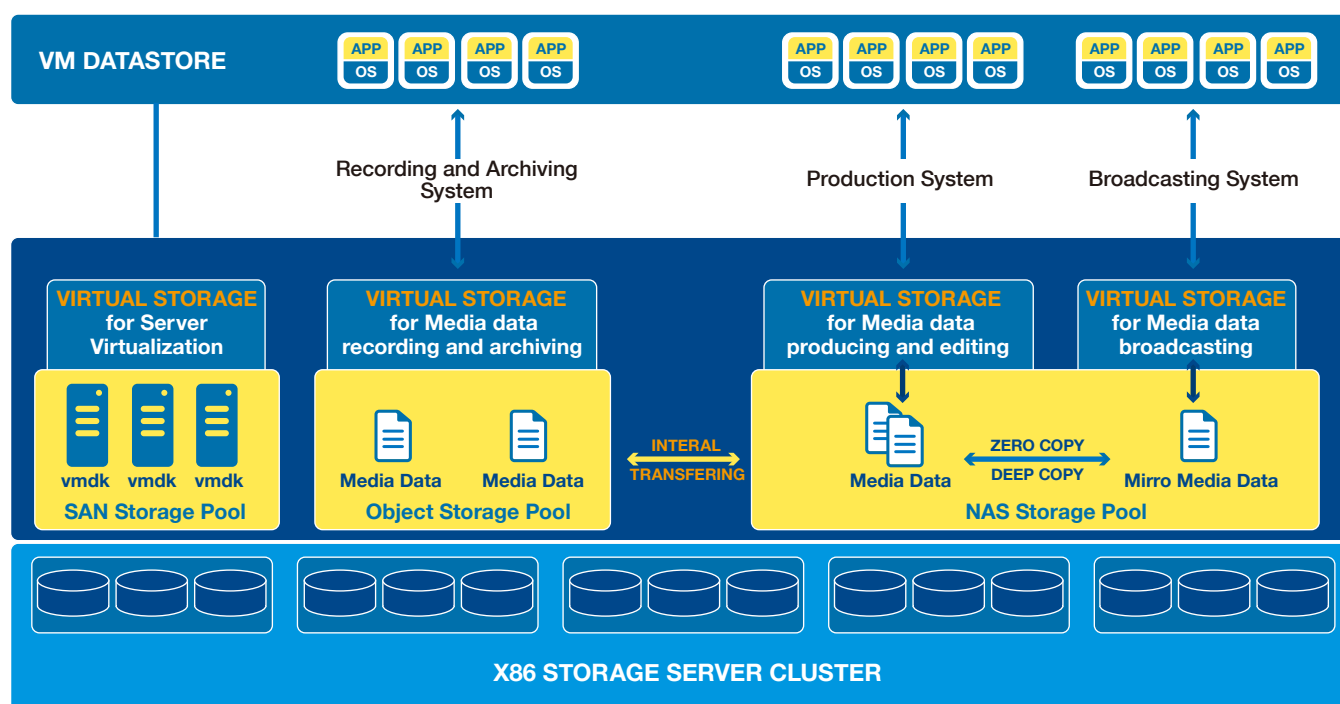 VM DATASTORE
APP
OS
APP
OS
APP
OS
APP
OS
APP
OS
APP
OS
APP
OS
APP
OS
APP
OS
APP
OS
APP
OS
APP
OS
Recording and Archiving
System
Production System
Broadcasting System
VIRTUAL STORAGE
for Server
Virtualization
VIRTUAL STORAGE
for Media data
recording and archiving
VIRTUAL STORAGE
for Media data
producing and editing
VIRTUAL STORAGE
for Media data
broadcasting
vmdk
vmdk
vmdk
SAN Storage Pool
Media Data
Media Data
Object Storage Pool
INTERAL
TRANSFERING
Media Data
ZERO COPY
DEEP COPY
Mirro Media Data
NAS Storage Pool
X86 STORAGE SERVER CLUSTER